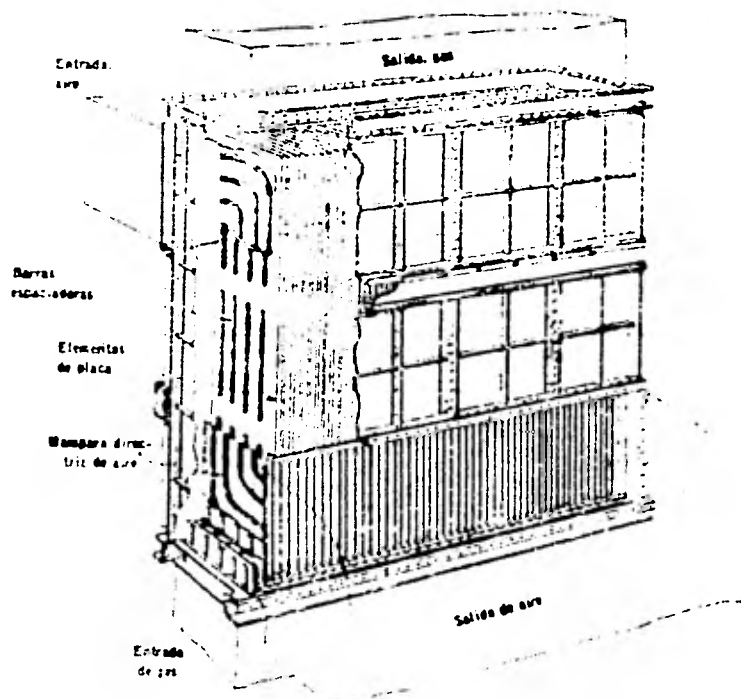 Entrada.
aire
Salida. gas
Barras
espaciadoras
Elementos
de placa
Mampara direc-
triz de aire
Salida de aire
Entrada
de gas